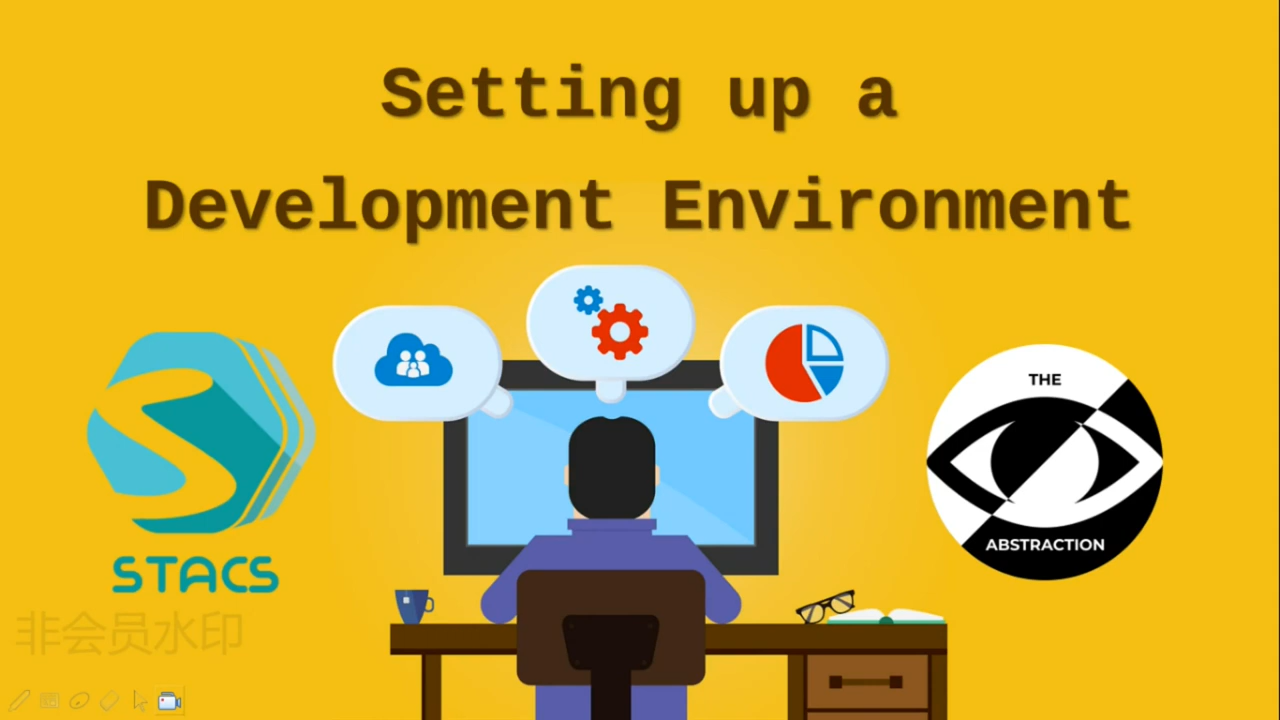 Setting up a
Development Environment
THE
ABSTRACTION
STACS
非会员水印